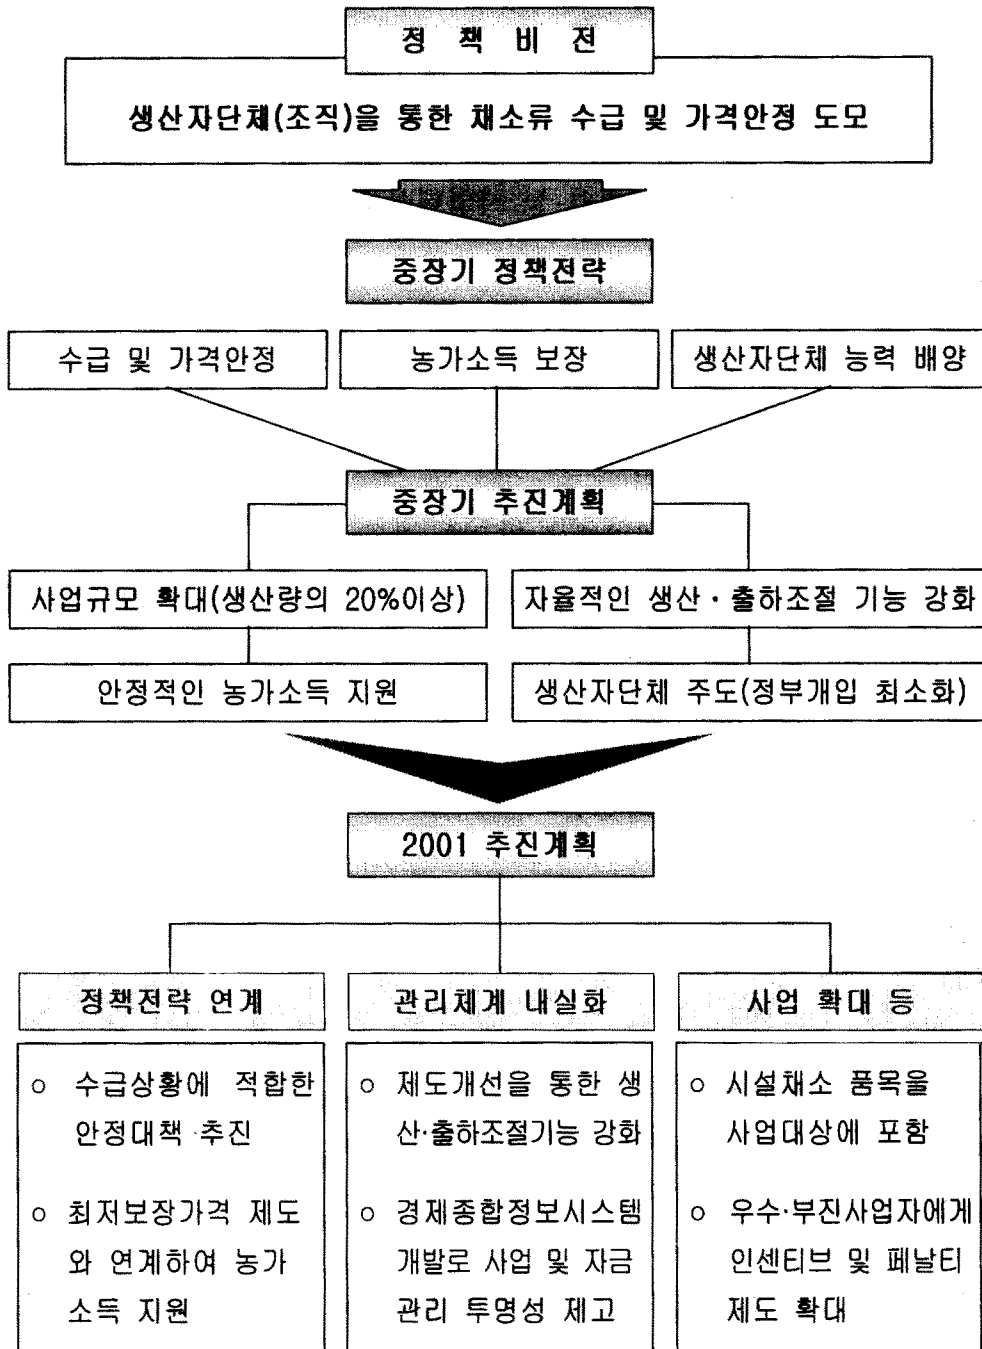 정 책 비 전
생산자단체(조직)을 통한 채소류 수급 및 가격안정 도모
중장기 정책전략
수급 및 가격안정
농가소득 보장
생산자단체 능력 배양
중장기 추진계획
사업규모 확대(생산량의 20%이상)
자율적인 생산·출하조절 기능 강화
안정적인 농가소득 지원
생산자단체 주도(정부개입 최소화)
2001 추진계획
정책전략 연계
관리체계 내실화
사업 확대 등
o 수급상황에 적합한
안정대책 추진
o 최저보장가격 제도
와 연계하여 농가
소득 지원
o 제도개선을 통한 생
산·출하조절기능 강화
o 경제종합정보시스템
개발로 사업 및 자금
관리 투명성 제고
o 시설채소 품목울
사업대상에 포함
o 우수·부진사업자에게
인센티브 및 페날티
제도 확대